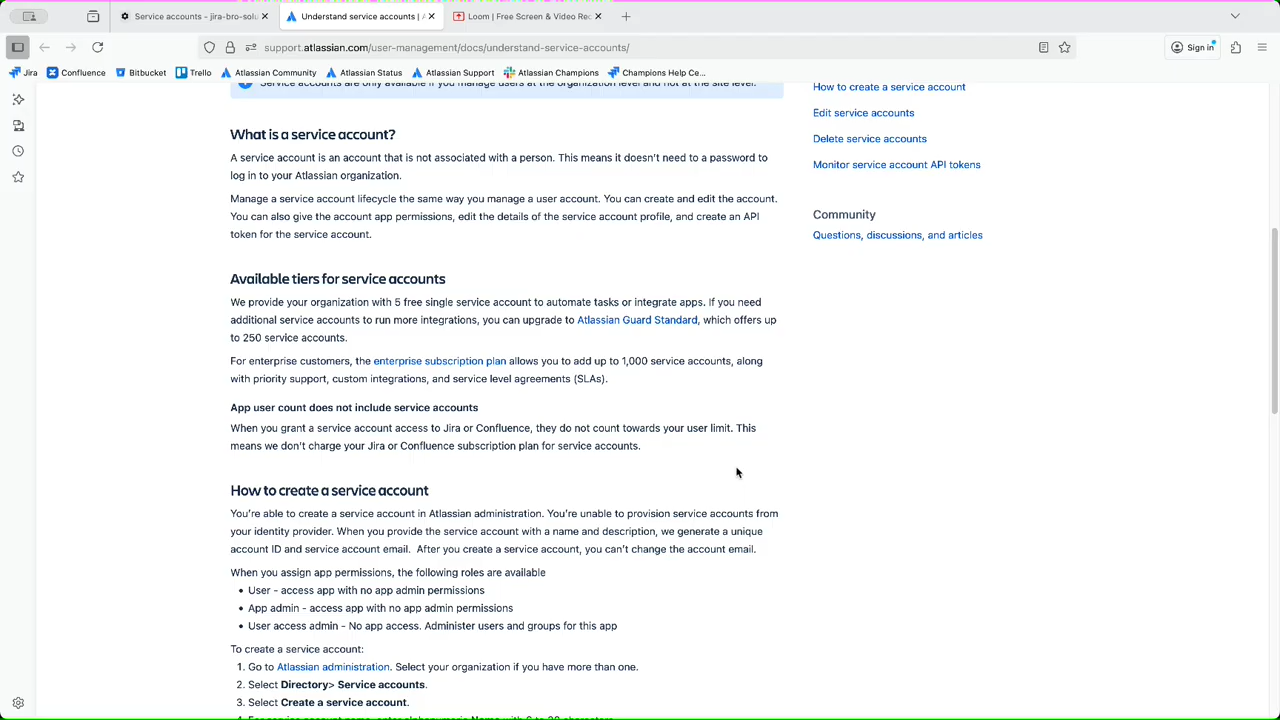 Service accounts - jira-bro-solu
Understand service accounts | A
Loom | Free Screen & Video Rec
support.atlassian.com/user-management/docs/understand-service-accounts/
Sign in
Jira
Confluence
Bitbucket
Trello
Atlassian Community
Atlassian Status
Atlassian Support
Atlassian Champions
Champions Help Ce...
Service accounts are only available if you manage users at the organization level and not at the site level.
What is a service account?
A service account is an account that is not associated with a person. This means it doesn't need to a password to
log in to your Atlassian organization.
Manage a service account lifecycle the same way you manage a user account. You can create and edit the account.
You can also give the account app permissions, edit the details of the service account profile, and create an API
token for the service account.
Available tiers for service accounts
We provide your organization with 5 free single service account to automate tasks or integrate apps. If you need
additional service accounts to run more integrations, you can upgrade to Atlassian Guard Standard, which offers up
to 250 service accounts.
For enterprise customers, the enterprise subscription plan allows you to add up to 1,000 service accounts, along
with priority support, custom integrations, and service level agreements (SLAs).
App user count does not include service accounts
When you grant a service account access to Jira or Confluence, they do not count towards your user limit. This
means we don't charge your Jira or Confluence subscription plan for service accounts.
How to create a service account
You're able to create a service account in Atlassian administration. You're unable to provision service accounts from
your identity provider. When you provide the service account with a name and description, we generate a unique
account ID and service account email. After you create a service account, you can't change the account email.
When you assign app permissions, the following roles are available
• User - access app with no app admin permissions
• App admin - access app with no app admin permissions
• User access admin - No app access. Administer users and groups for this app
To create a service account:
1. Go to Atlassian administration. Select your organization if you have more than one.
2. Select Directory> Service accounts.
3. Select Create a service account.
How to create a service account
Edit service accounts
Delete service accounts
Monitor service account API tokens
Community
Questions, discussions, and articles